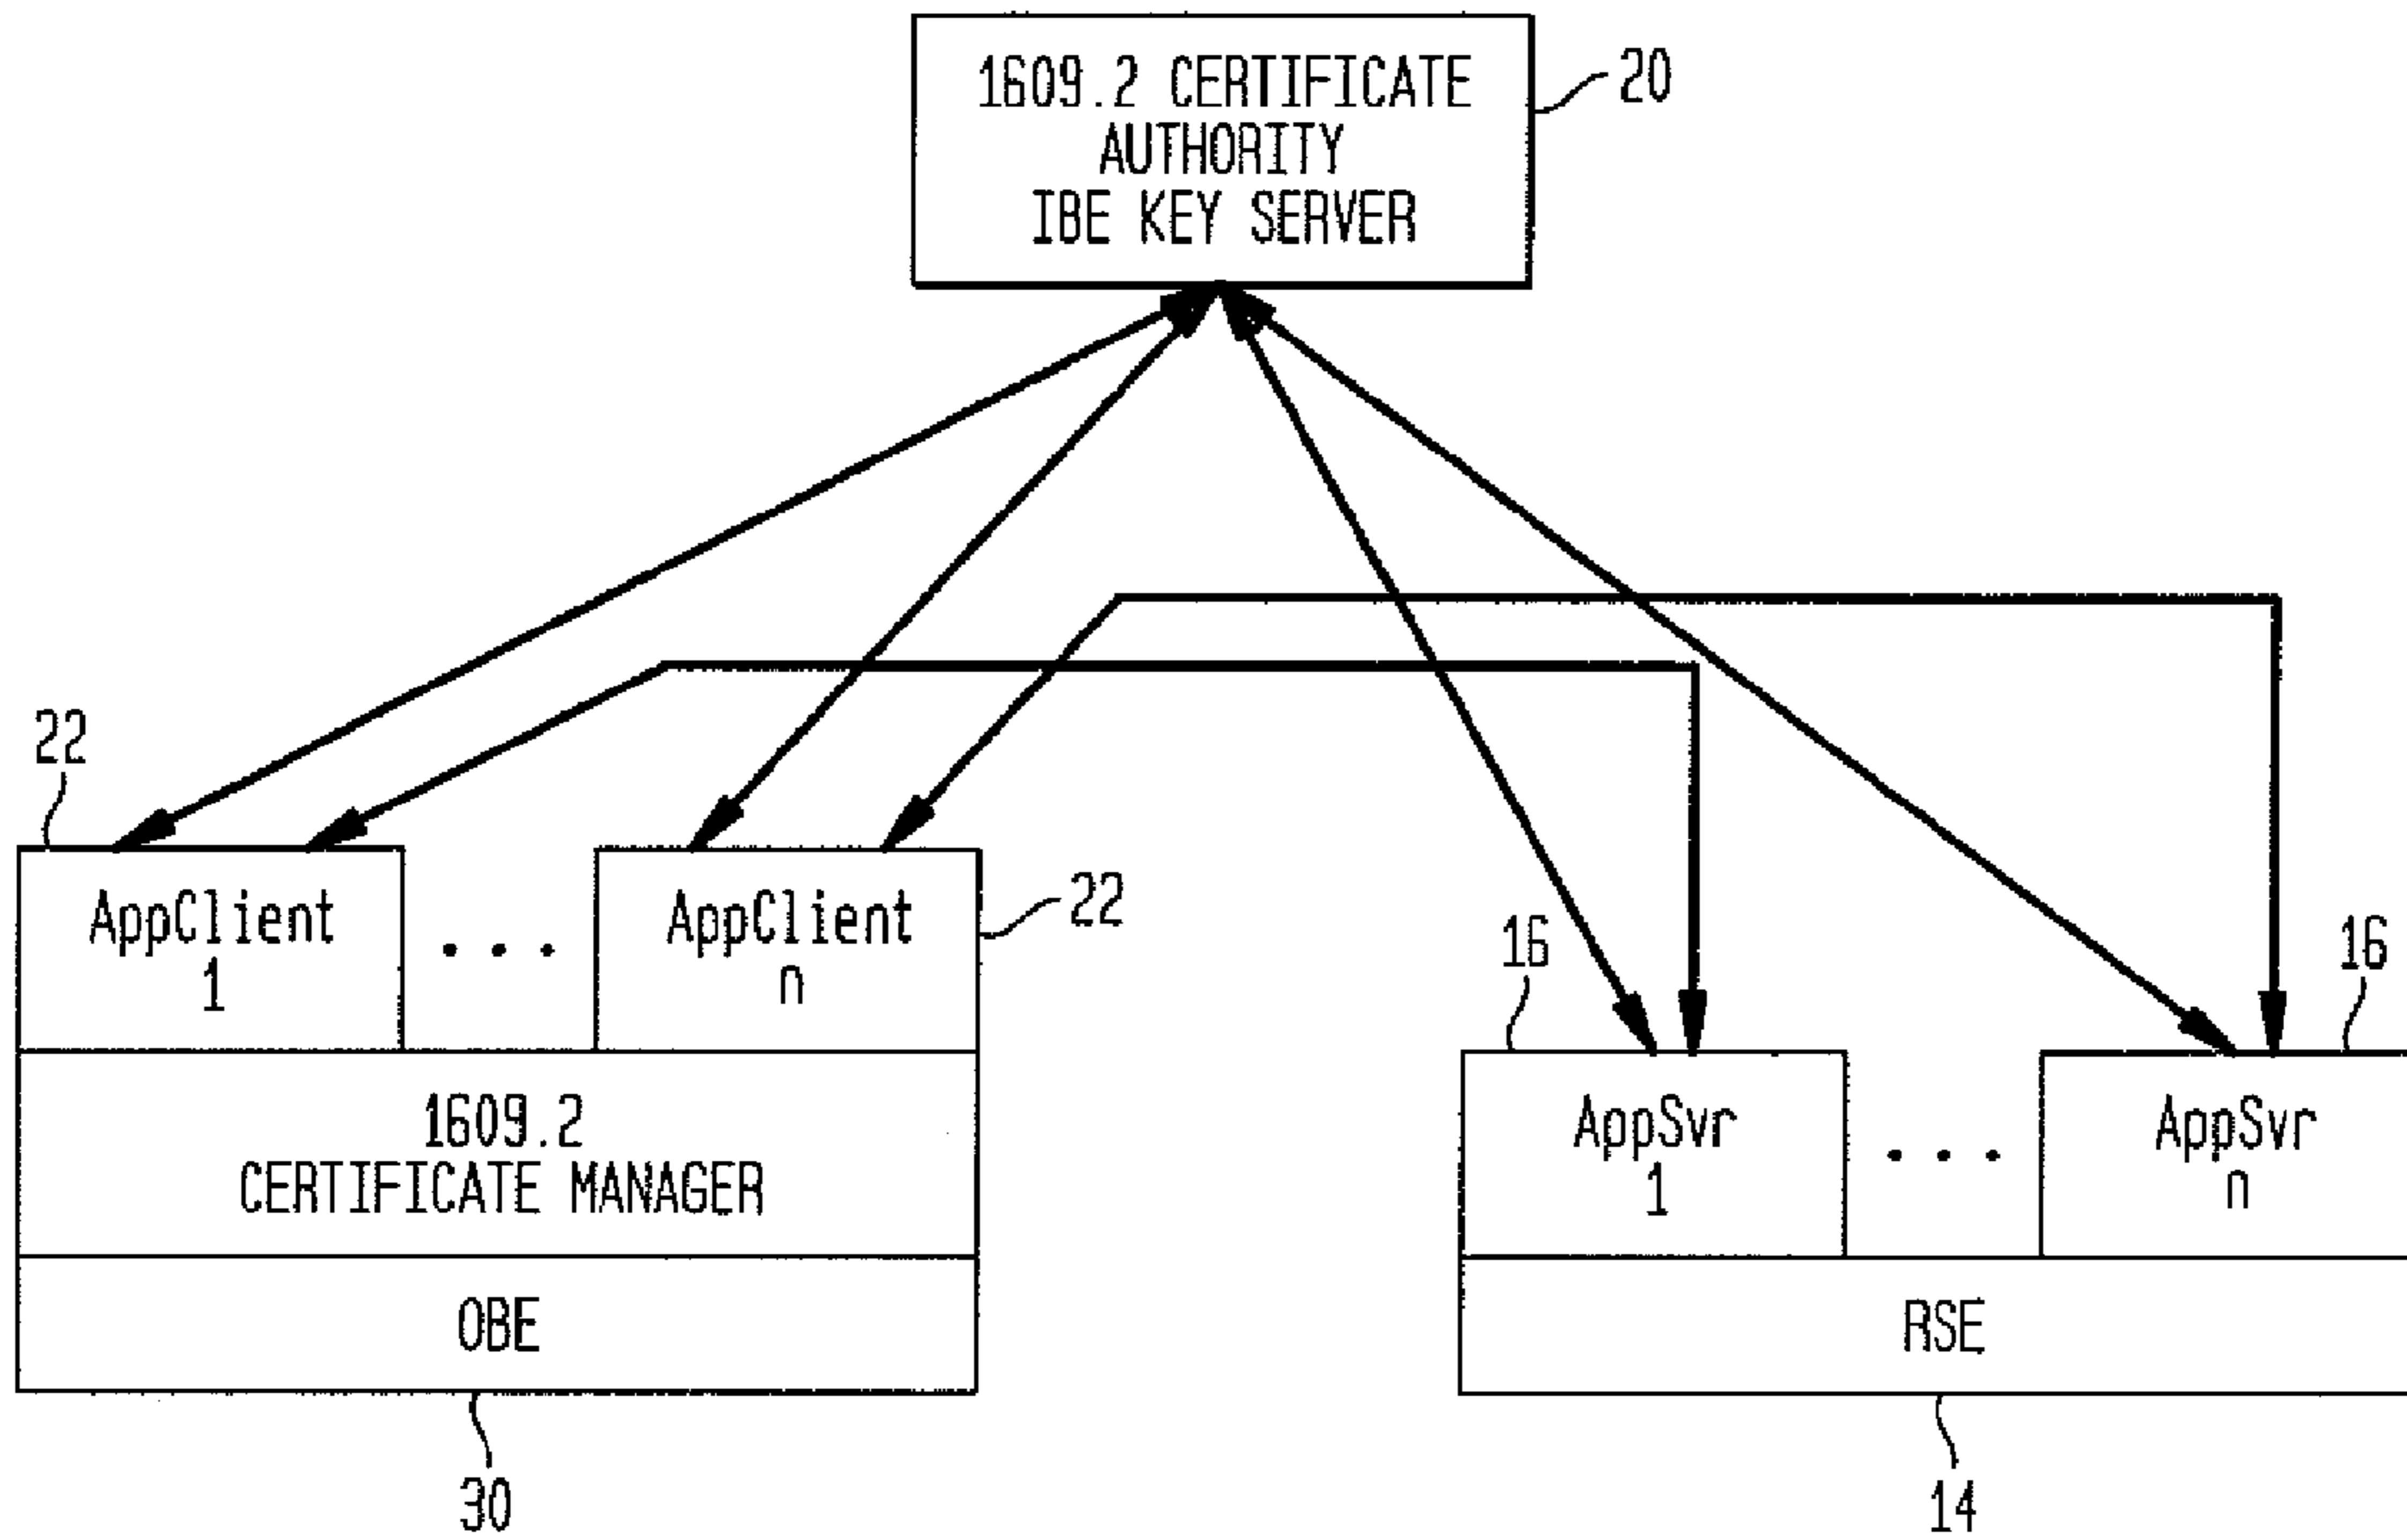 1609.2 CERTIFICATE
AUTHORITY
IBE KEY SERVER
20
22
AppClient
1
. . .
AppClient
n
22
1609.2
CERTIFICATE MANAGER
OBE
30
16
AppSvr
1
. . .
16
AppSvr
n
RSE
14